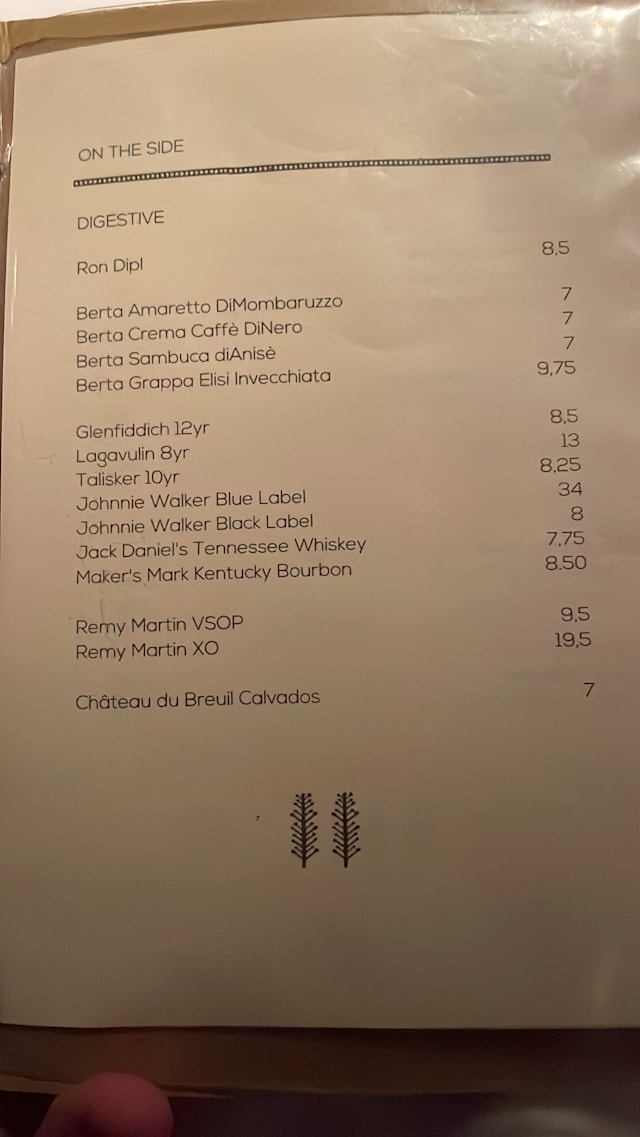 ON THE SIDE
DIGESTIVE
Ron Dipl 8,5
Berta Amaretto DiMombaruzzo 7
Berta Crema Caffè DiNero 7
Berta Sambuca diAnisè 7
Berta Grappa Elisi Invecchiata 9,75
Glenfiddich 12yr 8,5
Lagavulin 8yr 13
Talisker 10yr 8,25
Johnnie Walker Blue Label 34
Johnnie Walker Black Label 8
Jack Daniel's Tennessee Whiskey 7,75
Maker's Mark Kentucky Bourbon 8.50
Remy Martin VSOP 9,5
Remy Martin XO 19,5
Château du Breuil Calvados 7